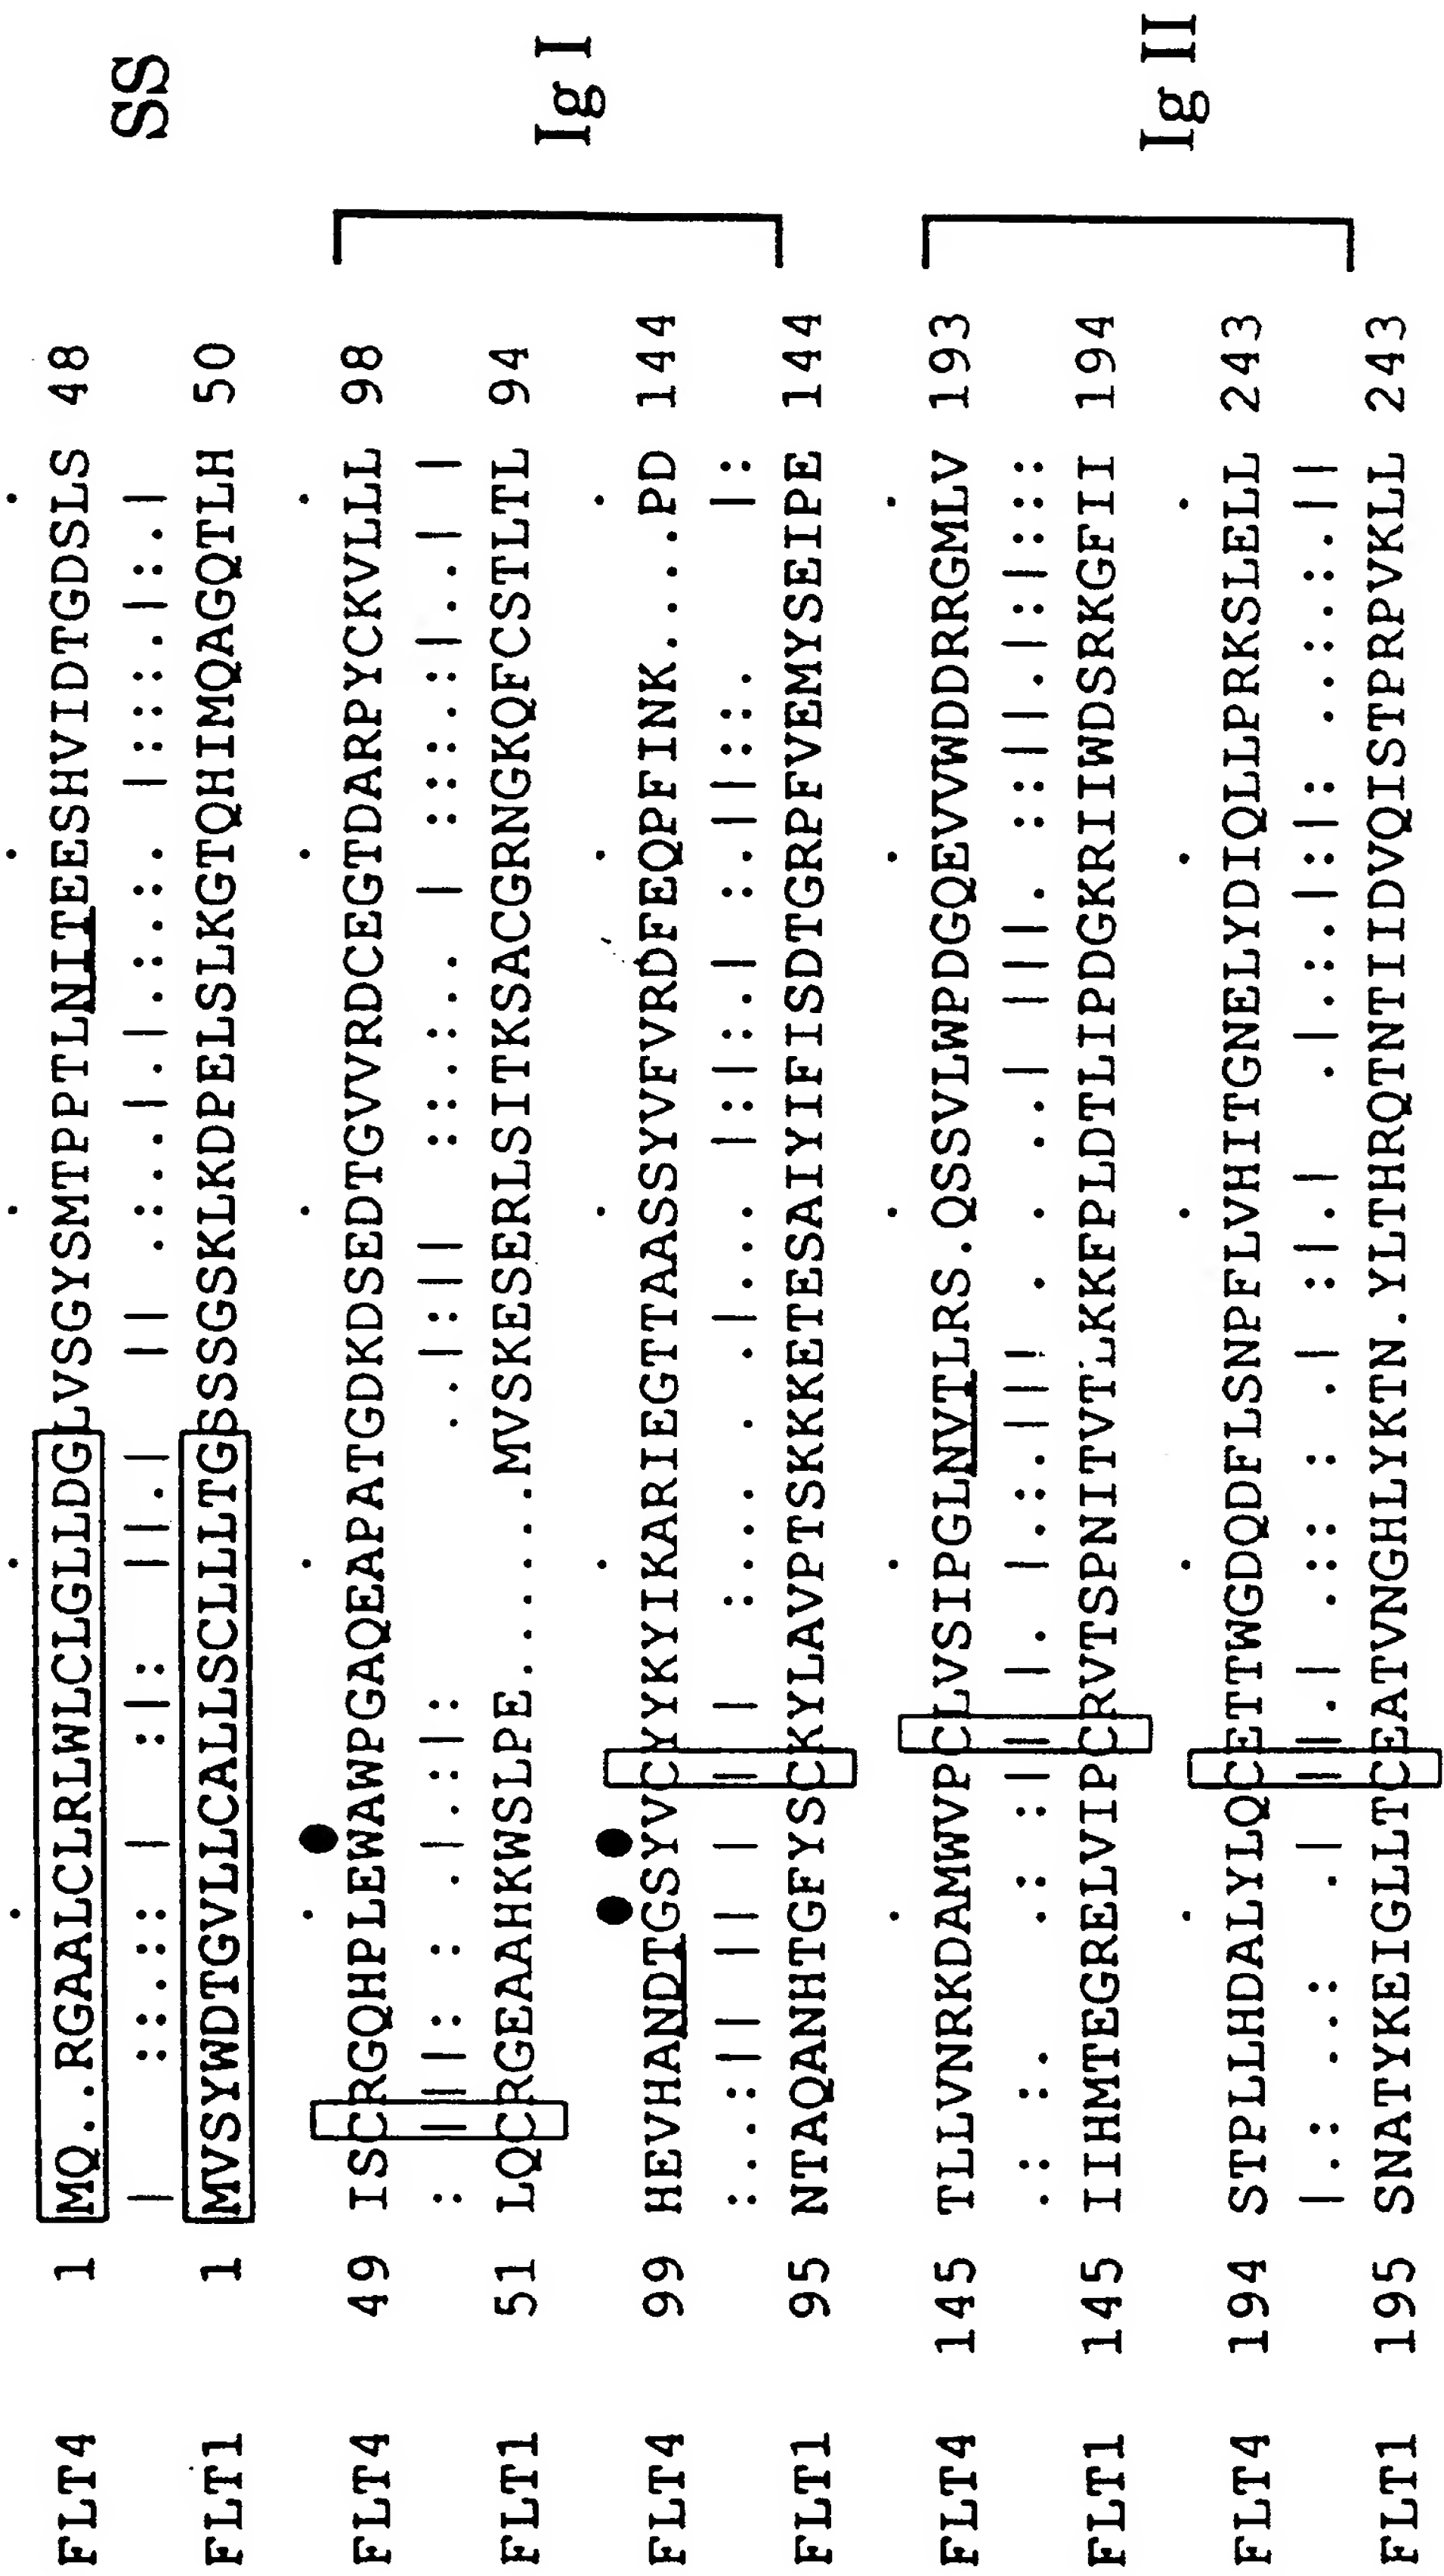 FLT4 1 MQ..RGAALCLRLWLCLGLLDGLVSGYSMTPPTLNITEESHVIDTGDSLS 48
SS
FLT1 1 MVSYWDTGVLLCALLSCLLLTGSSSGSKLKDPELSLKGTQHIMQAGQTLH 50
FLT4 49 ISCRGQHPLEWAWPGAQEAPATGDKDSEDTGVVRDCEGTDARPYCKVLLL 98
FLT1 51 LQCRGEAAHKWSLPE......MVSKESERLSITKSACGRNGKQFCSTLTL 94
Ig I
FLT4 99 HEVHANDTGSYVCYYKYIKARIEGTTAASSYVFVRDFEQPFINK....PD 144
FLT1 95 NTAQANHTGFYSCKYLAVPTSKKKETESAIYIFISDTGRPFVEMYSEIPE 144
FLT4 145 TLLVNRKDAMWVPCLVSIPGLNVTLRS.QSSVLWPDGQEVVWDDRRGMLV 193
FLT1 145 IIHMTEGRELVIPCRVTSPNITVTLKKFPLDTLIPDGKRIIWDSRKGFII 194
Ig II
FLT4 194 STPLLHDALYLQCETTWGDQDFLSNPFLVHITGNELYDIQLLPRKSLELL 243
FLT1 195 SNATYKEIGLLTCEATVNGHLYKTN.YLTHRQTNTIIDVQISTPRPVKLL 243